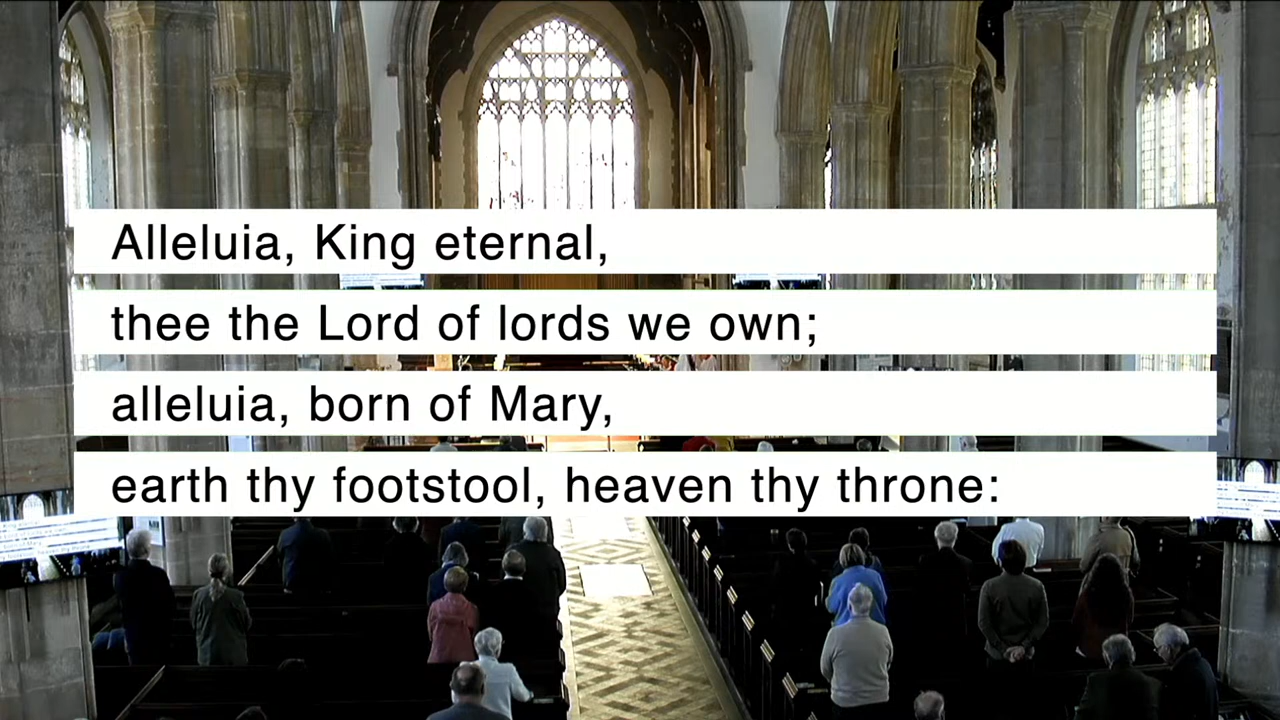 Alleluia, King eternal,
thee the Lord of lords we own;
alleluia, born of Mary,
earth thy footstool, heaven thy throne: